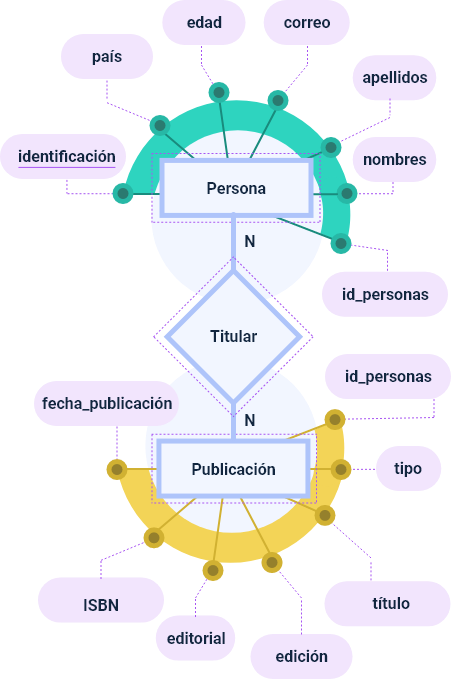 edad
correo
país
apellidos
identificación
nombres
Persona
N
id_personas
Titular
id_personas
fecha_publicación
N
Publicación
tipo
ISBN
título
editorial
edición